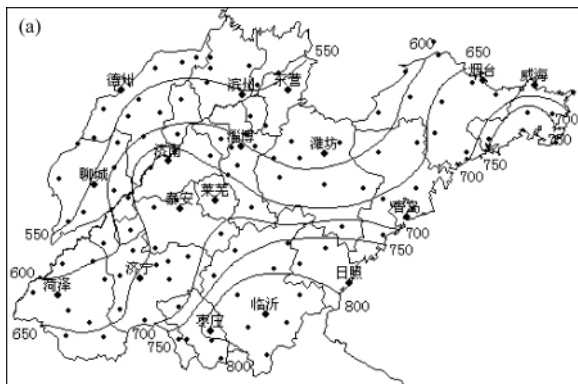 (a)
550
600
650
德州
滨州
东营
烟台
威海
700
750
淄博
潍坊
济南
750
700
聊城
莱芜
泰安
青岛
700
550
750
600
济宁
日照
菏泽
临沂
800
650
700
枣庄
750
800